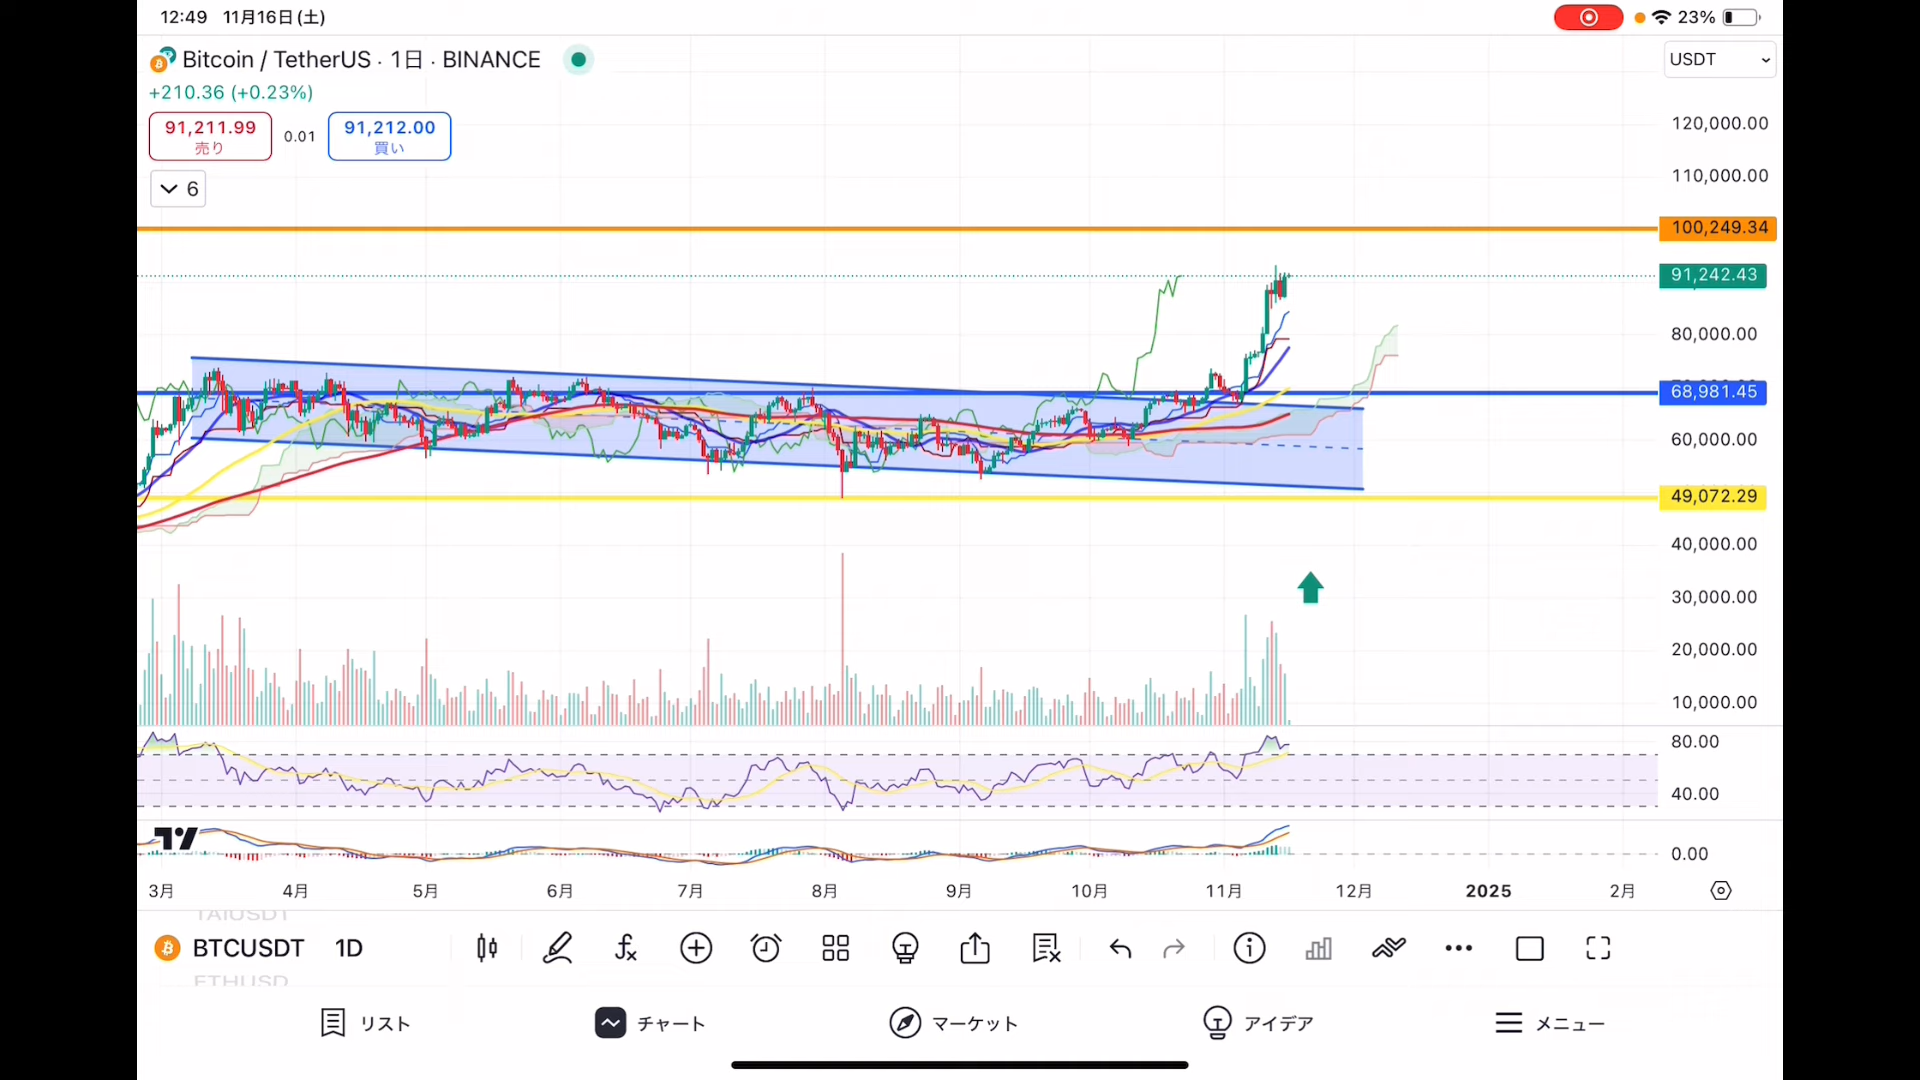 12:49 11月16日(土)
23%
Bitcoin / TetherUS · 1日 · BINANCE
USDT
+210.36 (+0.23%)
91,211.99
売り
0.01
91,212.00
買い
6
120,000.00
110,000.00
100,249.34
91,242.43
80,000.00
68,981.45
60,000.00
49,072.29
40,000.00
30,000.00
20,000.00
10,000.00
80.00
40.00
0.00
3月 4月 5月 6月 7月 8月 9月 10月 11月 12月 2025 2月
TAIUSDT
BTCUSDT 1D
ETHUSD
リスト チャート マーケット アイデア メニュー